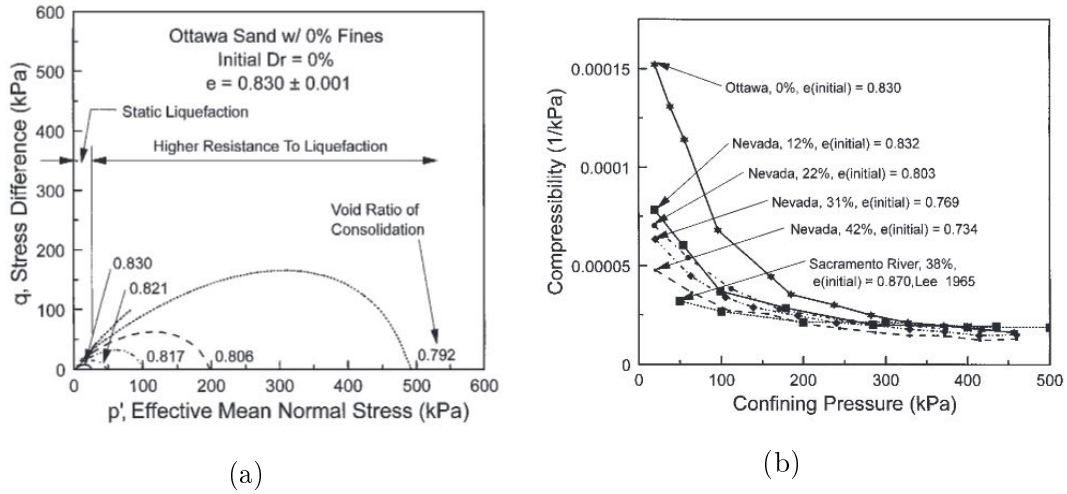 600
500
400
300
200
100
0
q, Stress Difference (kPa)
Ottawa Sand w/ 0% Fines
Initial Dr = 0%
e = 0.830 ± 0.001
Static Liquefaction
Higher Resistance To Liquefaction
Void Ratio of
Consolidation
0.830
0.821
0.817
0.806
0.792
0 100 200 300 400 500 600
p', Effective Mean Normal Stress (kPa)
(a)
0.00015
0.0001
0.00005
0
Compressibility (1/kPa)
Ottawa, 0%, e(initial) = 0.830
Nevada, 12%, e(initial) = 0.832
Nevada, 22%, e(initial) = 0.803
Nevada, 31%, e(initial) = 0.769
Nevada, 42%, e(initial) = 0.734
Sacramento River, 38%,
e(initial) = 0.870,Lee 1965
0 100 200 300 400 500
Confining Pressure (kPa)
(b)